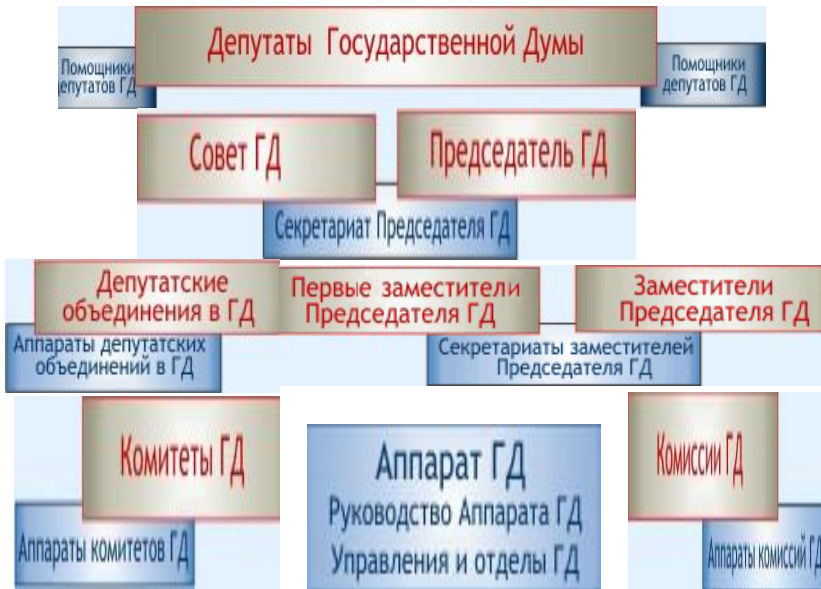 Депутаты Государственной Думы
Помощники
депутатов ГД
Помощники
депутатов ГД
Совет ГД
Председатель ГД
Секретариат Председателя ГД
Депутатские
объединения в ГД
Первые заместители
Председателя ГД
Заместители
Председателя ГД
Аппараты депутатских
объединений в ГД
Секретариаты заместителей
Председателя ГД
Комитеты ГД
Аппарат ГД
Руководство Аппарата ГД
Управления и отделы ГД
Комиссии ГД
Аппараты комитетов ГД
Аппараты комиссий ГД